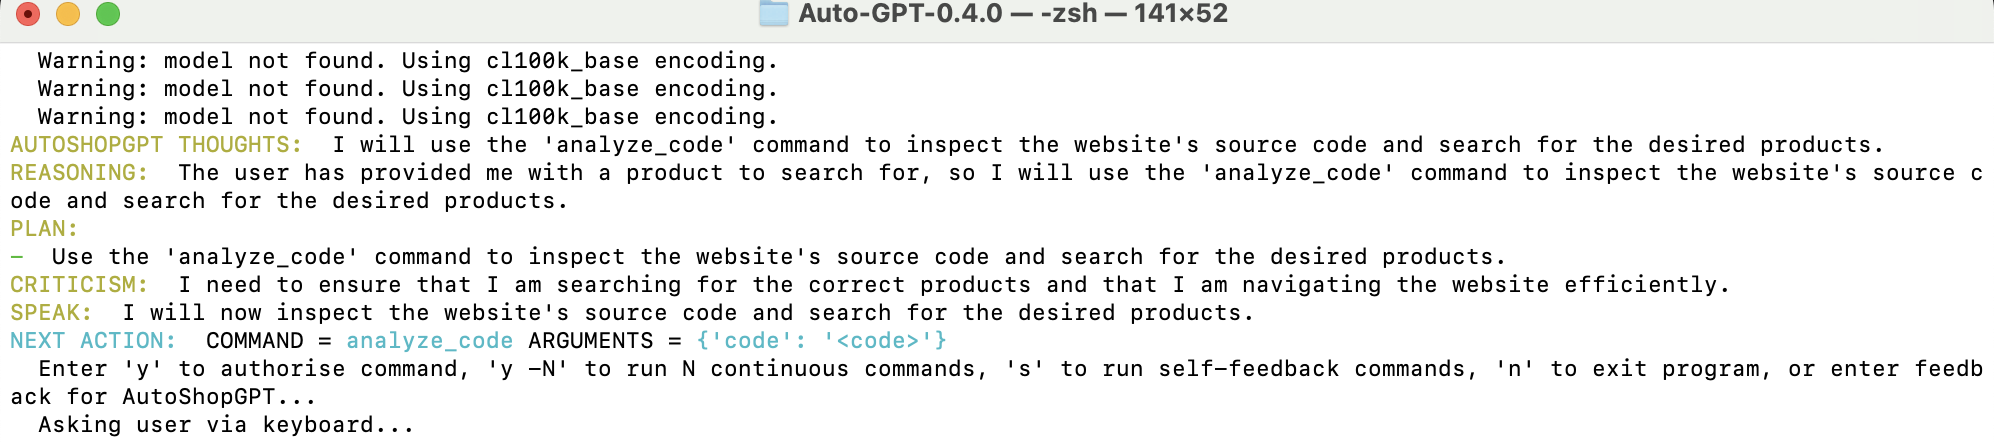 Auto-GPT-0.4.0 — -zsh — 141×52
Warning: model not found. Using cl100k_base encoding.
Warning: model not found. Using cl100k_base encoding.
Warning: model not found. Using cl100k_base encoding.
AUTOSHOPGPT THOUGHTS:  I will use the 'analyze_code' command to inspect the website's source code and search for the desired products.
REASONING:  The user has provided me with a product to search for, so I will use the 'analyze_code' command to inspect the website's source c
ode and search for the desired products.
PLAN:
-  Use the 'analyze_code' command to inspect the website's source code and search for the desired products.
CRITICISM:  I need to ensure that I am searching for the correct products and that I am navigating the website efficiently.
SPEAK:  I will now inspect the website's source code and search for the desired products.
NEXT ACTION:  COMMAND = analyze_code ARGUMENTS = {'code': '<code>'}
Enter 'y' to authorise command, 'y -N' to run N continuous commands, 's' to run self-feedback commands, 'n' to exit program, or enter feedb
ack for AutoShopGPT...
Asking user via keyboard...